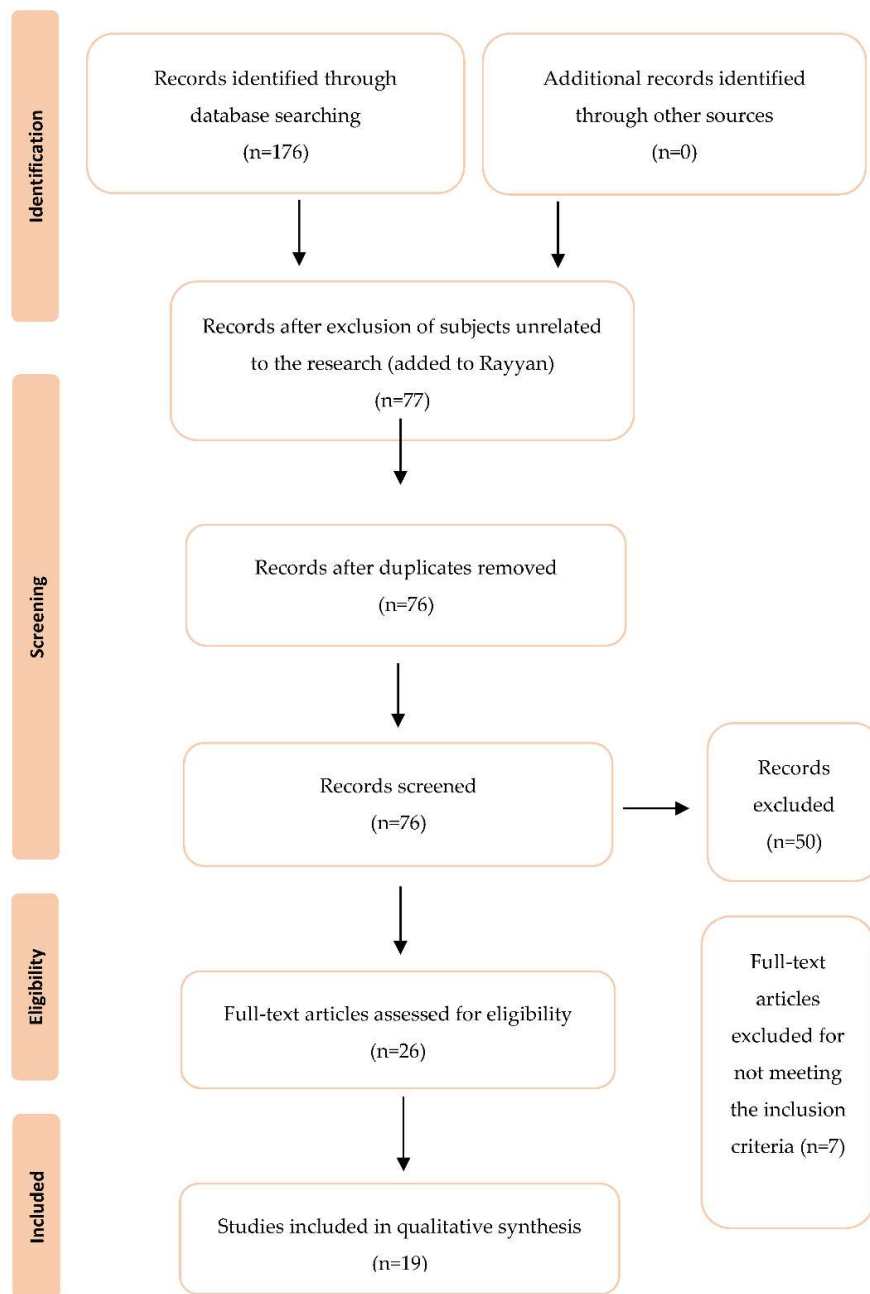 Identification
Records identified through
database searching
(n=176)
Additional records identified
through other sources
(n=0)
Records after exclusion of subjects unrelated
to the research (added to Rayyan)
(n=77)
Screening
Records after duplicates removed
(n=76)
Records screened
(n=76)
Records
excluded
(n=50)
Eligibility
Full-text articles assessed for eligibility
(n=26)
Full-text
articles
excluded for
not meeting
the inclusion
criteria (n=7)
Included
Studies included in qualitative synthesis
(n=19)